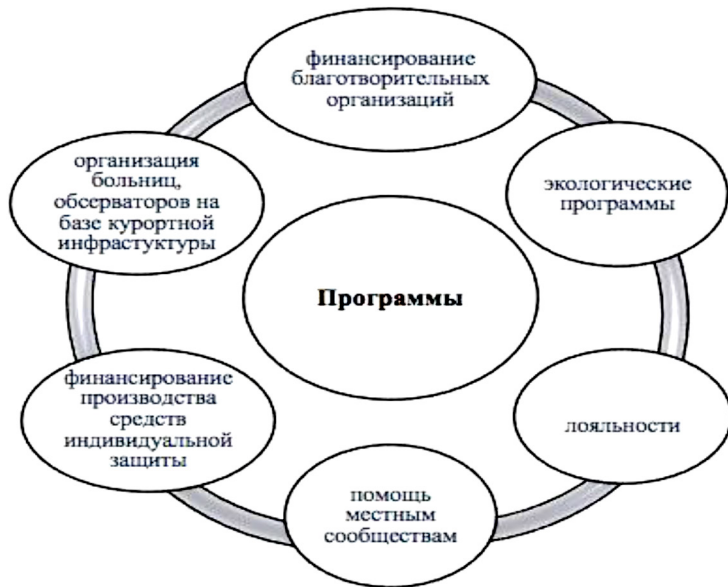 финансирование
благотворительных
организаций
экологические
программы
лояльности
помощь
местным
сообществам
финансирование
производства
средств
индивидуальной
защиты
организация
больниц,
обсерваторов на
базе курортной
инфрастуктуры
Программы